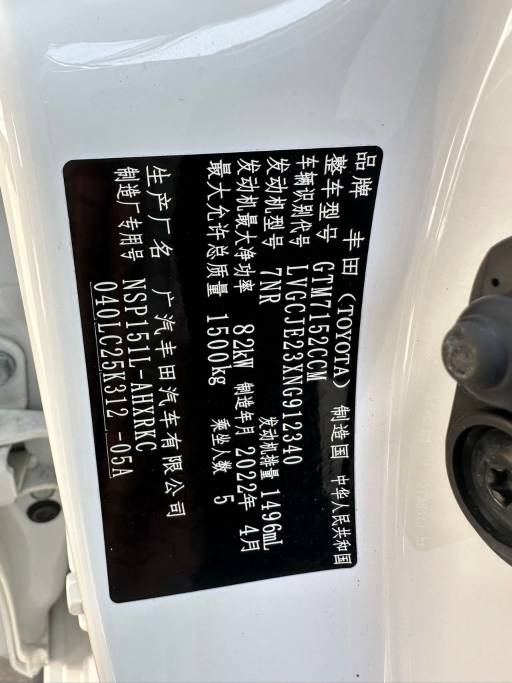 品牌 丰田 (TOYOTA) 制造国 中华人民共和国
整车型号 GTM7152CCM
车辆识别代号 LVGCJE23XNG912340
发动机型号 7NR 发动机排量 1496mL
发动机最大净功率 82kW 制造年月 2022年 4月
最大允许总质量 1500kg 乘坐人数 5
生产厂名 广汽丰田汽车有限公司
制造厂专用号 NSP151L-AHXRKC
040LC25K312 -05A